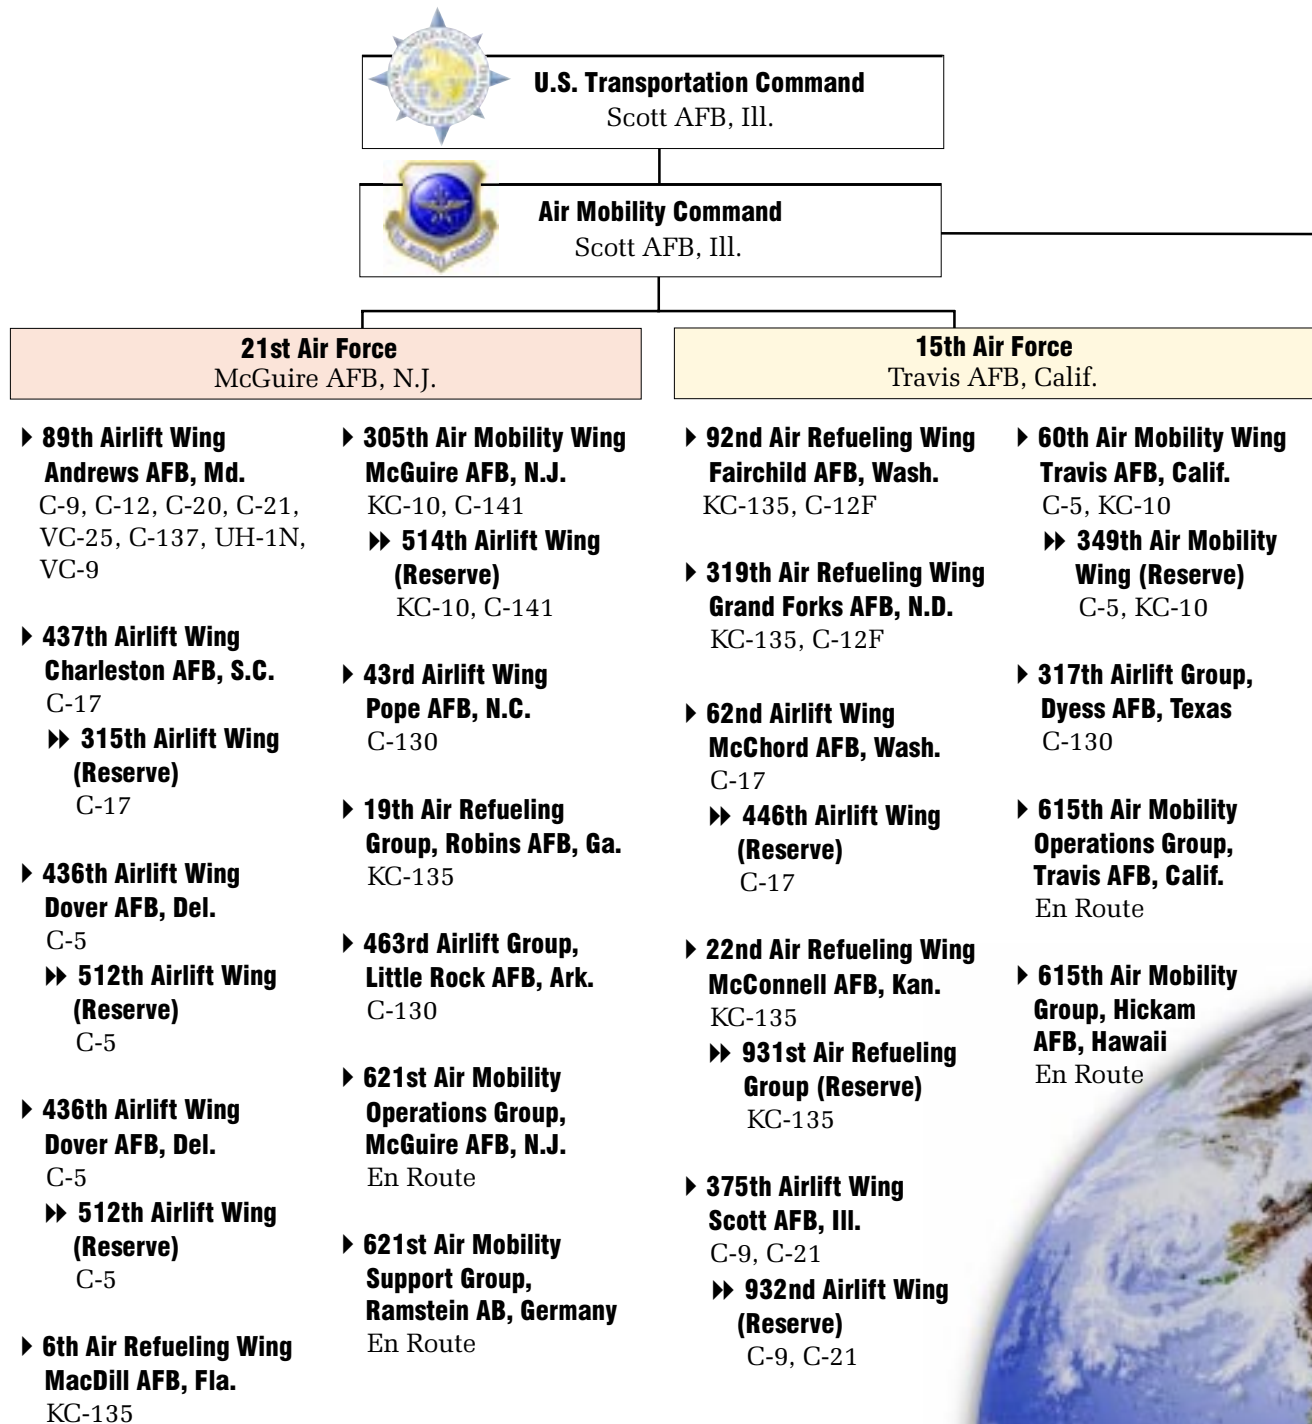 U.S. Transportation Command
Scott AFB, Ill.
Air Mobility Command
Scott AFB, Ill.
21st Air Force
McGuire AFB, N.J.
89th Airlift Wing
Andrews AFB, Md.
C-9, C-12, C-20, C-21,
VC-25, C-137, UH-1N,
VC-9
437th Airlift Wing
Charleston AFB, S.C.
C-17
315th Airlift Wing
(Reserve)
C-17
436th Airlift Wing
Dover AFB, Del.
C-5
512th Airlift Wing
(Reserve)
C-5
436th Airlift Wing
Dover AFB, Del.
C-5
512th Airlift Wing
(Reserve)
C-5
6th Air Refueling Wing
MacDill AFB, Fla.
KC-135
305th Air Mobility Wing
McGuire AFB, N.J.
KC-10, C-141
514th Airlift Wing
(Reserve)
KC-10, C-141
43rd Airlift Wing
Pope AFB, N.C.
C-130
19th Air Refueling
Group, Robins AFB, Ga.
KC-135
463rd Airlift Group,
Little Rock AFB, Ark.
C-130
621st Air Mobility
Operations Group,
McGuire AFB, N.J.
En Route
621st Air Mobility
Support Group,
Ramstein AB, Germany
En Route
15th Air Force
Travis AFB, Calif.
92nd Air Refueling Wing
Fairchild AFB, Wash.
KC-135, C-12F
319th Air Refueling Wing
Grand Forks AFB, N.D.
KC-135, C-12F
62nd Airlift Wing
McChord AFB, Wash.
C-17
446th Airlift Wing
(Reserve)
C-17
22nd Air Refueling Wing
McConnell AFB, Kan.
KC-135
931st Air Refueling
Group (Reserve)
KC-135
375th Airlift Wing
Scott AFB, Ill.
C-9, C-21
932nd Airlift Wing
(Reserve)
C-9, C-21
60th Air Mobility Wing
Travis AFB, Calif.
C-5, KC-10
349th Air Mobility
Wing (Reserve)
C-5, KC-10
317th Airlift Group,
Dyess AFB, Texas
C-130
615th Air Mobility
Operations Group,
Travis AFB, Calif.
En Route
615th Air Mobility
Group, Hickam
AFB, Hawaii
En Route